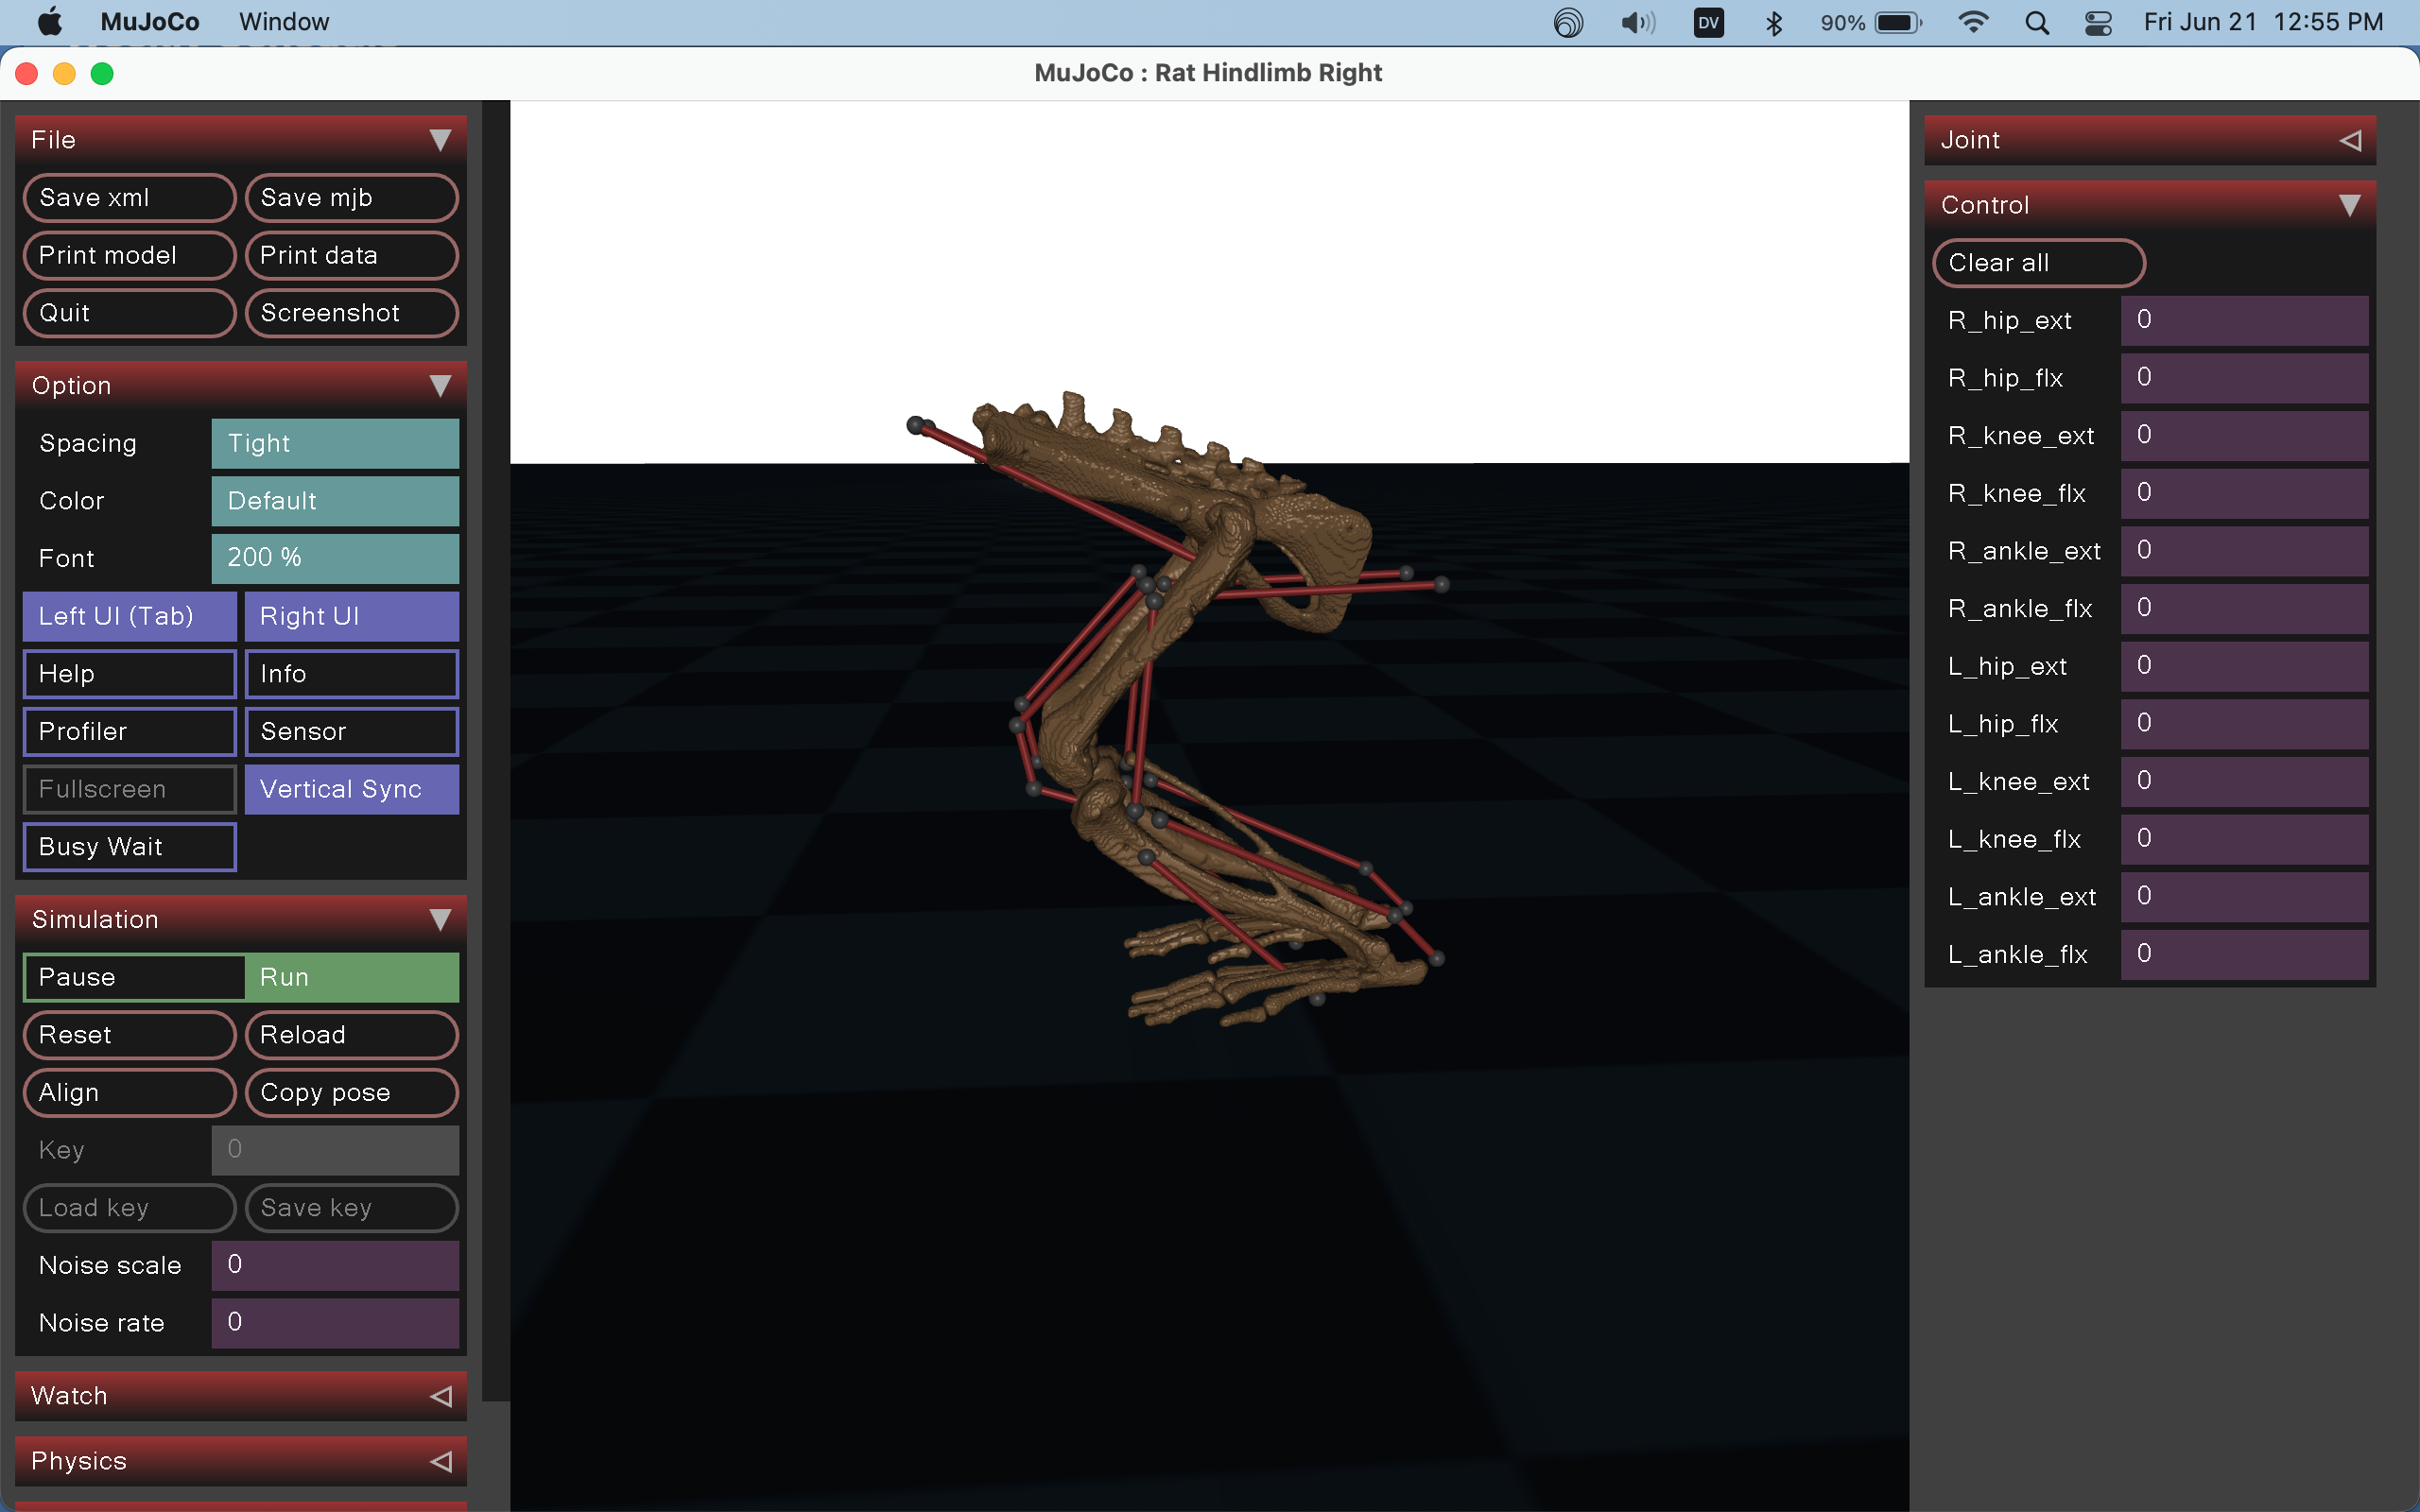 MuJoCo Window DV 90% Fri Jun 21 12:55 PM
MuJoCo : Rat Hindlimb Right
File
Save xml Save mjb
Print model Print data
Quit Screenshot
Option
Spacing Tight
Color Default
Font 200 %
Left UI (Tab) Right UI
Help Info
Profiler Sensor
Fullscreen Vertical Sync
Busy Wait
Simulation
Pause Run
Reset Reload
Align Copy pose
Key 0
Load key Save key
Noise scale 0
Noise rate 0
Watch
Physics
Joint
Control
Clear all
R_hip_ext 0
R_hip_flx 0
R_knee_ext 0
R_knee_flx 0
R_ankle_ext 0
R_ankle_flx 0
L_hip_ext 0
L_hip_flx 0
L_knee_ext 0
L_knee_flx 0
L_ankle_ext 0
L_ankle_flx 0